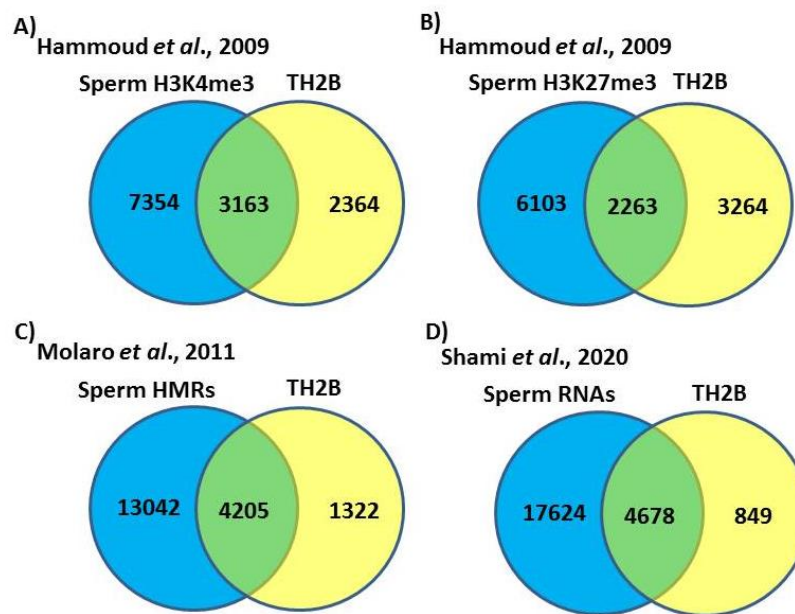 A)
Hammoud et al., 2009
Sperm H3K4me3 TH2B
7354 3163 2364
B)
Hammoud et al., 2009
Sperm H3K27me3 TH2B
6103 2263 3264
C)
Molaro et al., 2011
Sperm HMRs TH2B
13042 4205 1322
D)
Shami et al., 2020
Sperm RNAs TH2B
17624 4678 849